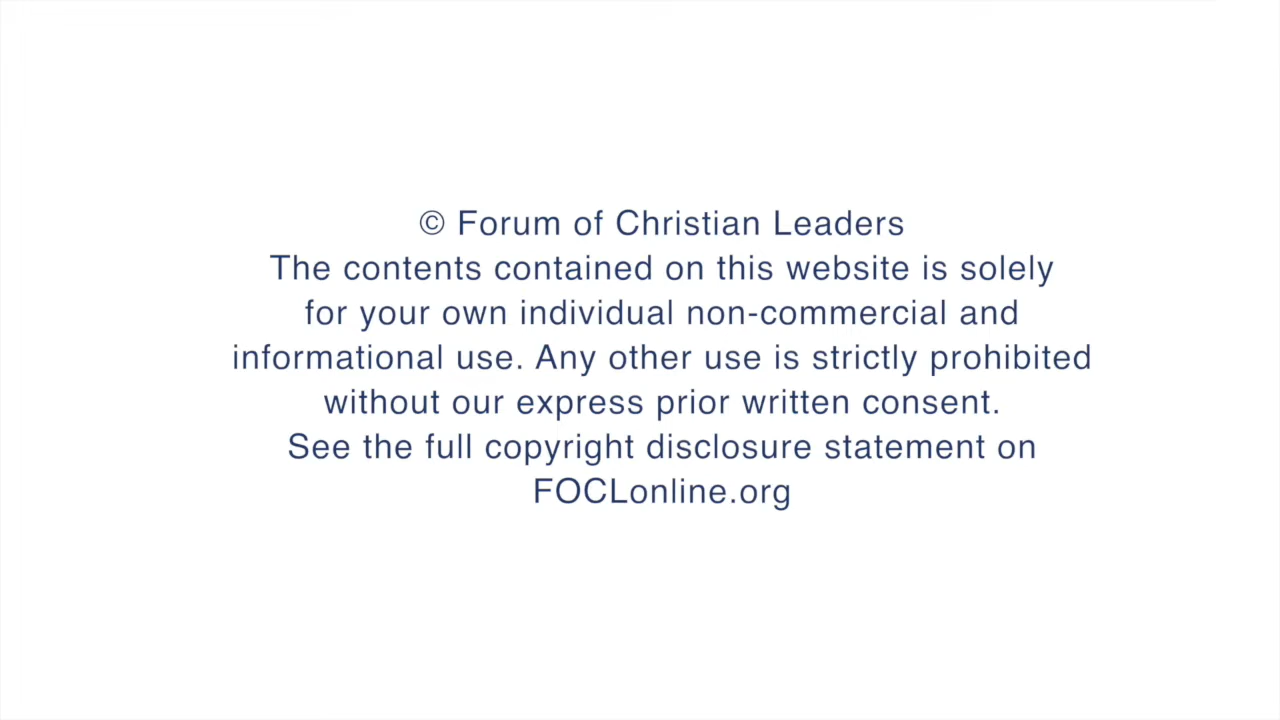 © Forum of Christian Leaders
The contents contained on this website is solely
for your own individual non-commercial and
informational use. Any other use is strictly prohibited
without our express prior written consent.
See the full copyright disclosure statement on
FOCLonline.org